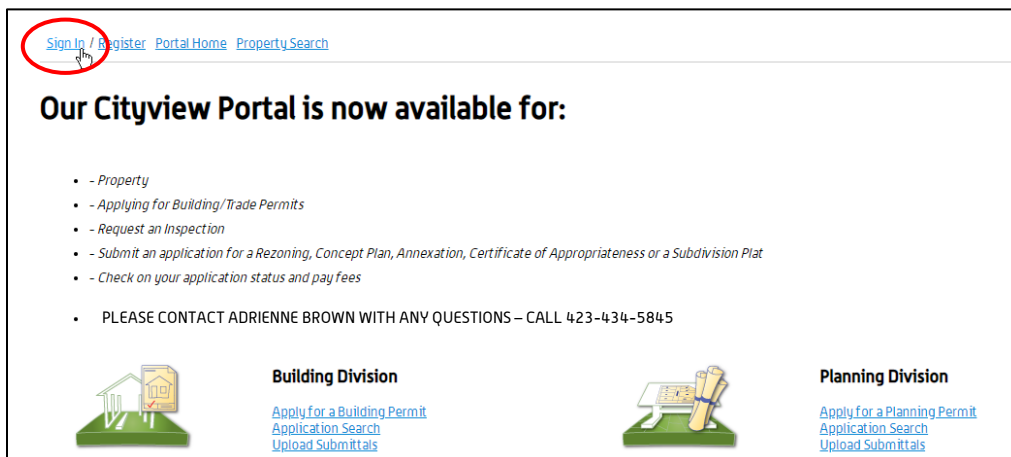 Sign In / Register Portal Home Property Search
Our Cityview Portal is now available for:
• - Property
• - Applying for Building/Trade Permits
• - Request an Inspection
• - Submit an application for a Rezoning, Concept Plan, Annexation, Certificate of Appropriateness or a Subdivision Plat
• - Check on your application status and pay fees
• PLEASE CONTACT ADRIENNE BROWN WITH ANY QUESTIONS – CALL 423-434-5845
Building Division
Apply for a Building Permit
Application Search
Upload Submittals
Planning Division
Apply for a Planning Permit
Application Search
Upload Submittals